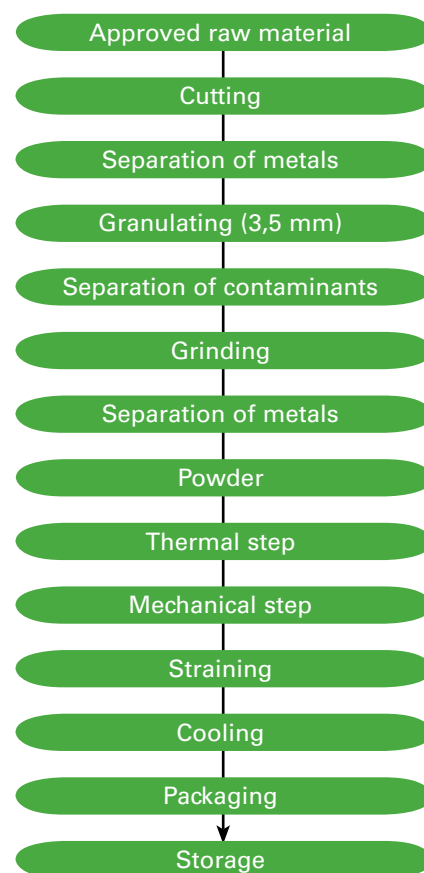 Approved raw material
Cutting
Separation of metals
Granulating (3,5 mm)
Separation of contaminants
Grinding
Separation of metals
Powder
Thermal step
Mechanical step
Straining
Cooling
Packaging
Storage